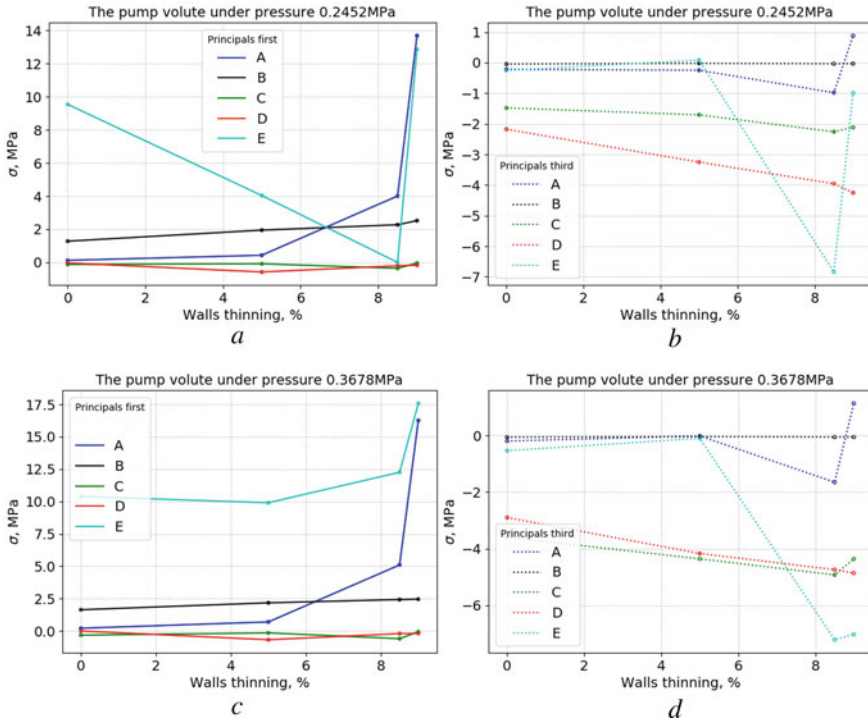 The pump volute under pressure 0.2452MPa
14
12
10
8
6
4
2
0
σ, MPa
Principals first
A
B
C
D
E
0
2
4
6
8
Walls thinning, %
a
The pump volute under pressure 0.2452MPa
1
0
−1
−2
−3
−4
−5
−6
−7
σ, MPa
Principals third
A
B
C
D
E
0
2
4
6
8
Walls thinning, %
b
The pump volute under pressure 0.3678MPa
17.5
15.0
12.5
10.0
7.5
5.0
2.5
0.0
σ, MPa
Principals first
A
B
C
D
E
0
2
4
6
8
Walls thinning, %
c
The pump volute under pressure 0.3678MPa
0
−2
−4
−6
σ, MPa
Principals third
A
B
C
D
E
0
2
4
6
8
Walls thinning, %
d